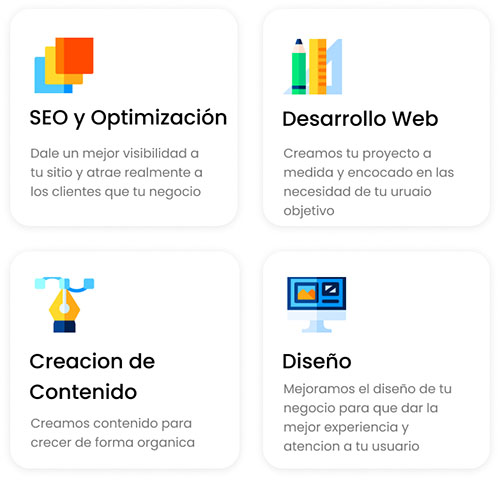 SEO y Optimización
Dale un mejor visibilidad a
tu sitio y atrae realmente a
los clientes que tu negocio
Desarrollo Web
Creamos tu proyecto a
medida y encocado en las
necesidad de tu uruaio
objetivo
Creacion de
Contenido
Creamos contenido para
crecer de forma organica
Diseño
Mejoramos el diseño de tu
negocio para que dar la
mejor experiencia y
atencion a tu usuario